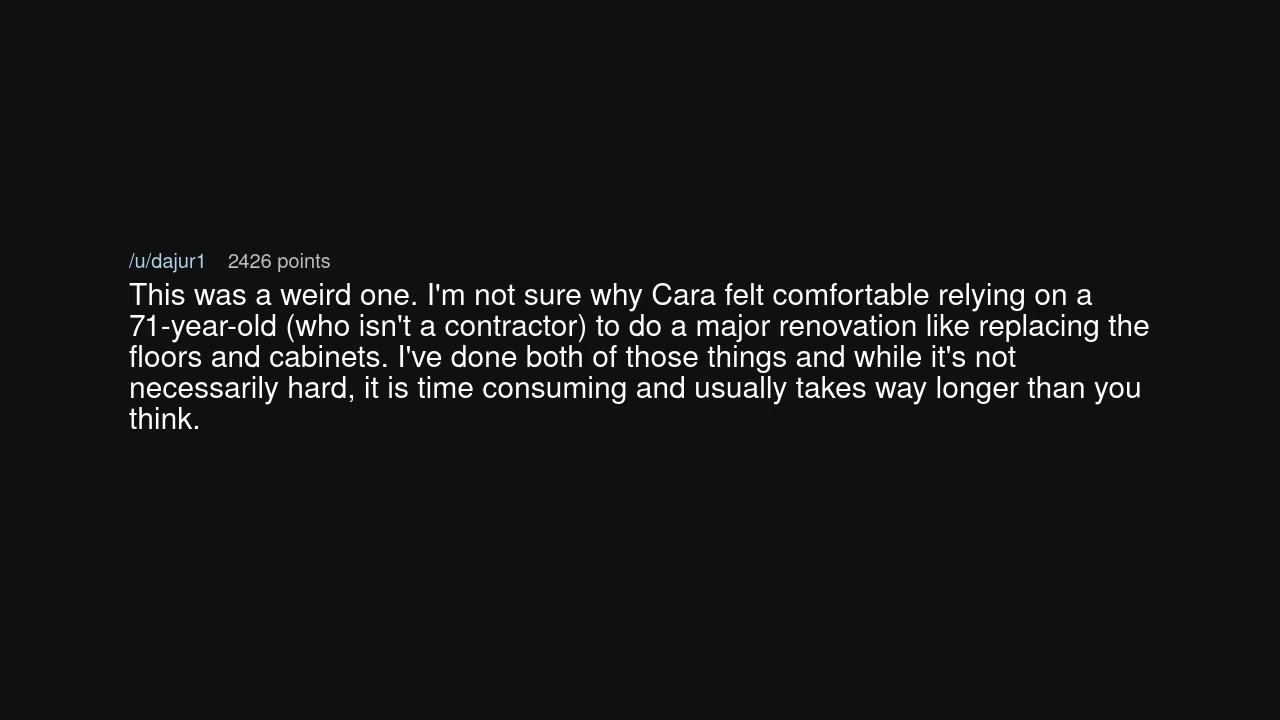 /u/dajur1 2426 points
This was a weird one. I'm not sure why Cara felt comfortable relying on a
71-year-old (who isn't a contractor) to do a major renovation like replacing the
floors and cabinets. I've done both of those things and while it's not
necessarily hard, it is time consuming and usually takes way longer than you
think.